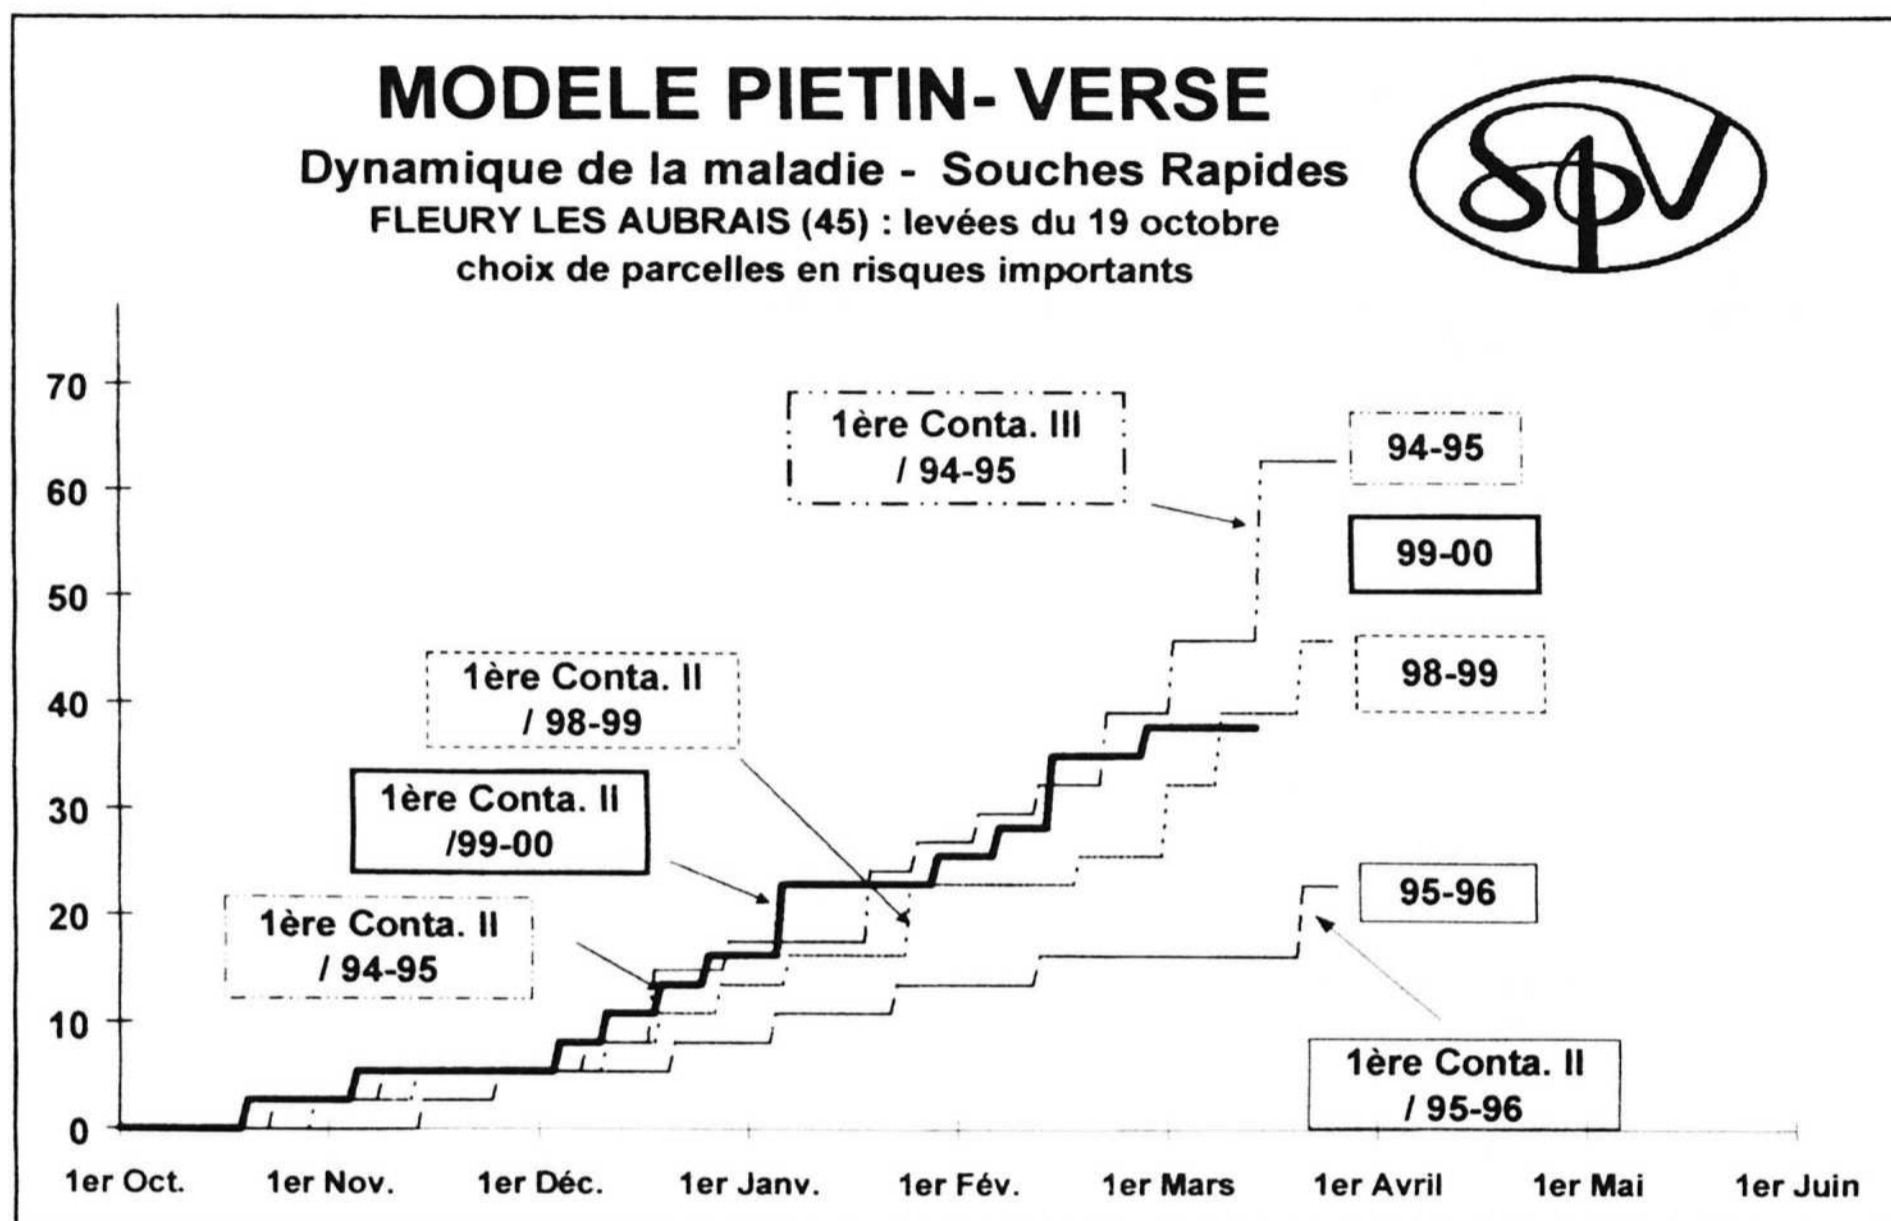 MODELE PIETIN- VERSE
Dynamique de la maladie - Souches Rapides
FLEURY LES AUBRAIS (45) : levées du 19 octobre
choix de parcelles en risques importants
SPV
70
60
50
40
30
20
10
0
1ère Conta. III
/ 94-95
94-95
99-00
1ère Conta. II
/ 98-99
98-99
1ère Conta. II
/99-00
1ère Conta. II
/ 94-95
95-96
1ère Conta. II
/ 95-96
1er Oct.
1er Nov.
1er Déc.
1er Janv.
1er Fév.
1er Mars
1er Avril
1er Mai
1er Juin